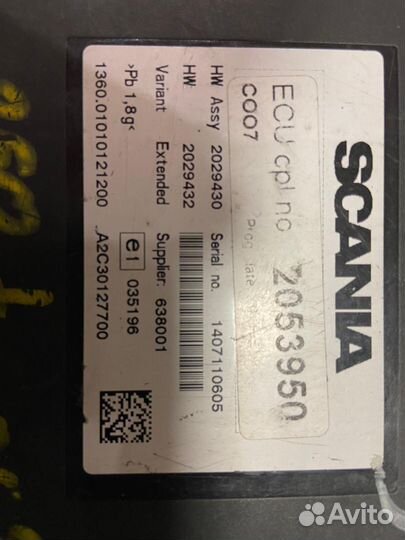 SCANIA
ECU cpl no 2053950
COO7 Prog date
HW Assy 2029430 Serial no. 1407110605
HW 2029432
Variant Extended Supplier: 638001
>Pb 1,8g< e1 035196
1360.01010121200 A2C30127700
Avito